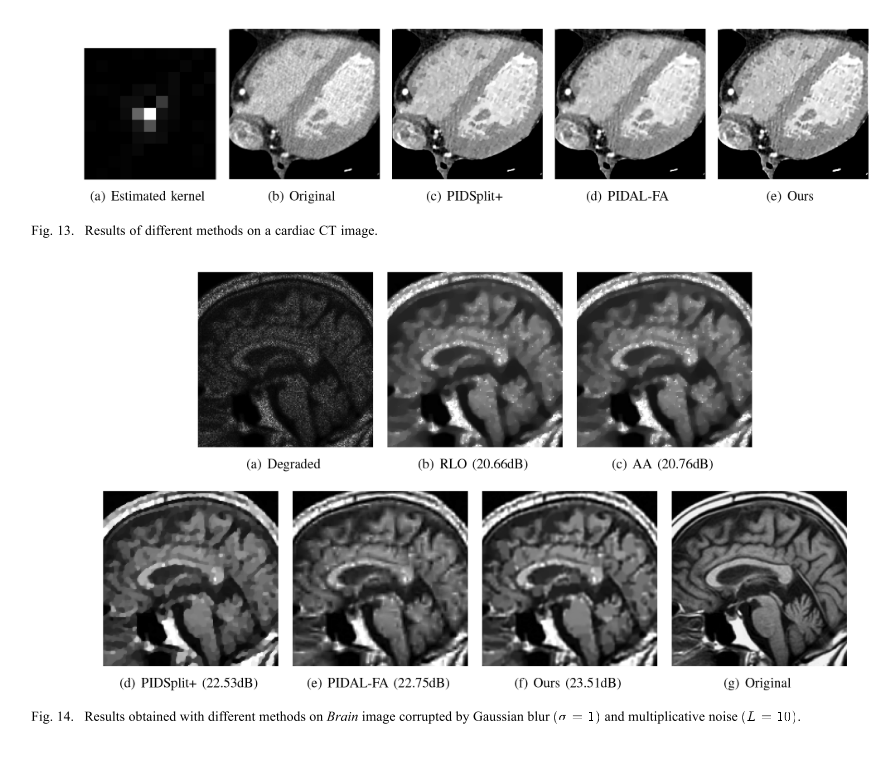 (a) Estimated kernel
(b) Original
(c) PIDSplit+
(d) PIDAL-FA
(e) Ours
Fig. 13. Results of different methods on a cardiac CT image.
(a) Degraded
(b) RLO (20.66dB)
(c) AA (20.76dB)
(d) PIDSplit+ (22.53dB)
(e) PIDAL-FA (22.75dB)
(f) Ours (23.51dB)
(g) Original
Fig. 14. Results obtained with different methods on Brain image corrupted by Gaussian blur (σ = 1) and multiplicative noise (L = 10).